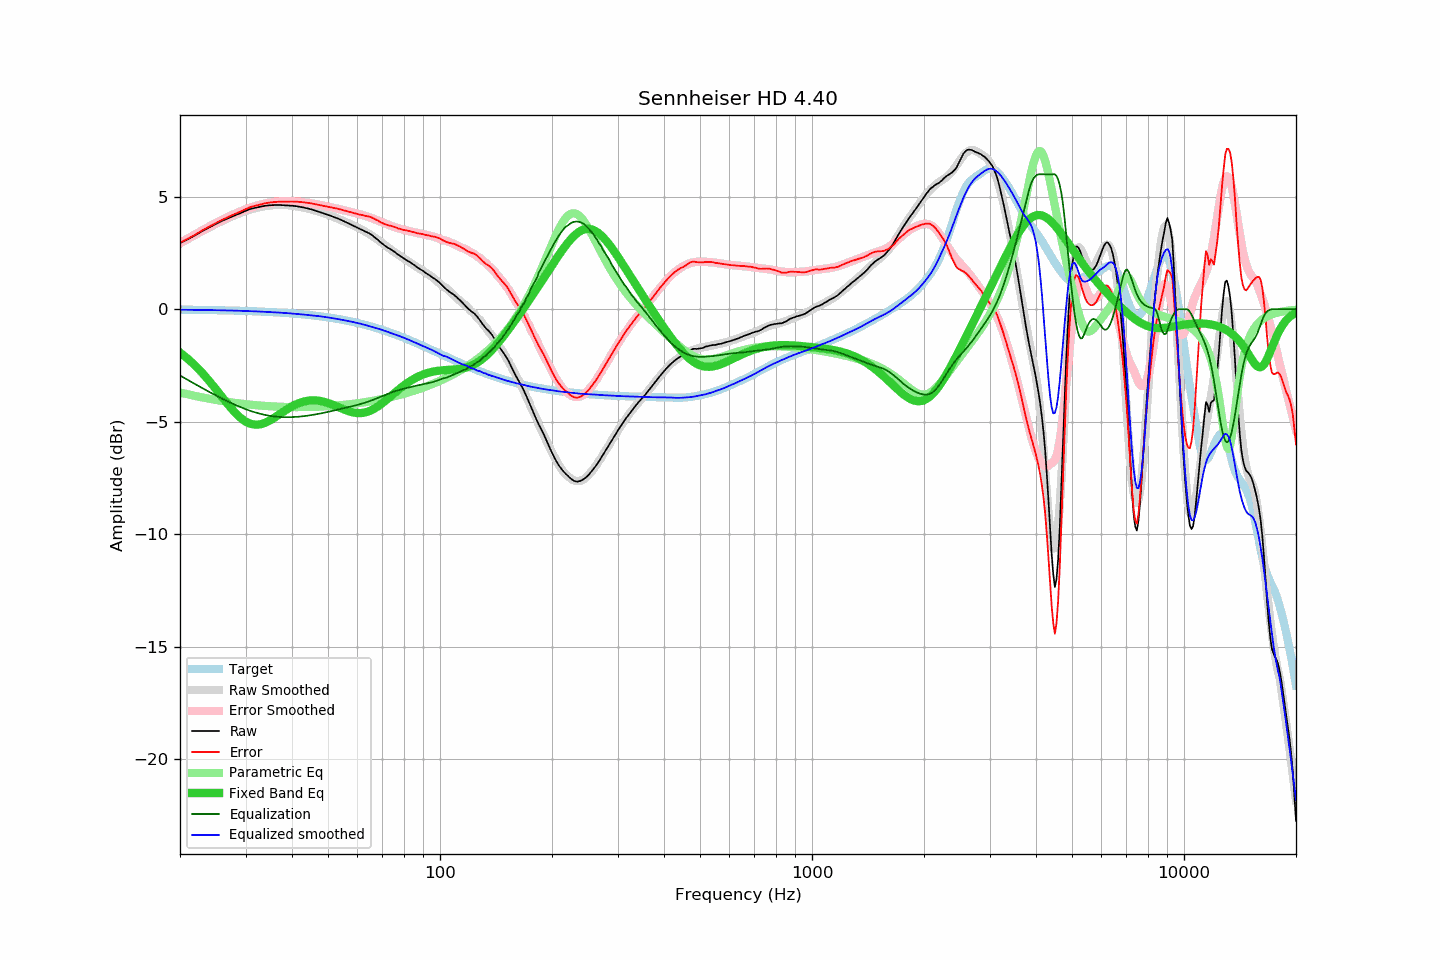 Sennheiser HD 4.40
5
0
−5
−10
−15
−20
Amplitude (dBr)
Target
Raw Smoothed
Error Smoothed
Raw
Error
Parametric Eq
Fixed Band Eq
Equalization
Equalized smoothed
100 1000 10000
Frequency (Hz)